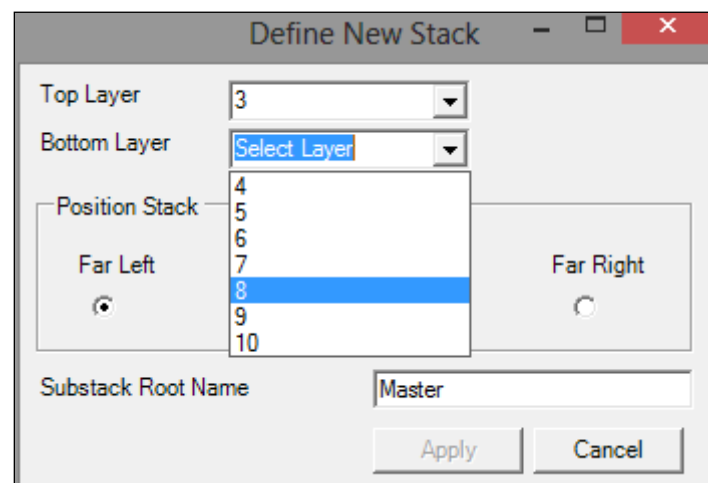 Define New Stack
Top Layer 3
Bottom Layer Select Layer
4
Position Stack
5
6
Far Left 7 Far Right
8
9
10
Substack Root Name Master
Apply Cancel